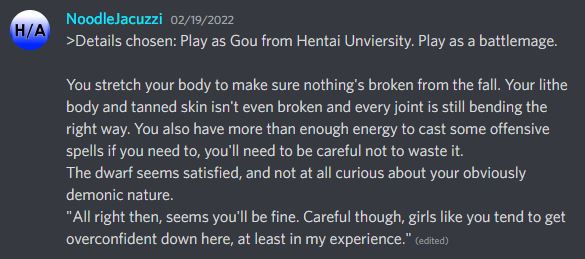 H/A
NoodleJacuzzi 02/19/2022
>Details chosen: Play as Gou from Hentai Unviersity. Play as a battlemage.
You stretch your body to make sure nothing's broken from the fall. Your lithe
body and tanned skin isn't even broken and every joint is still bending the
right way. You also have more than enough energy to cast some offensive
spells if you need to, you'll need to be careful not to waste it.
The dwarf seems satisfied, and not at all curious about your obviously
demonic nature.
"All right then, seems you'll be fine. Careful though, girls like you tend to get
overconfident down here, at least in my experience." (edited)